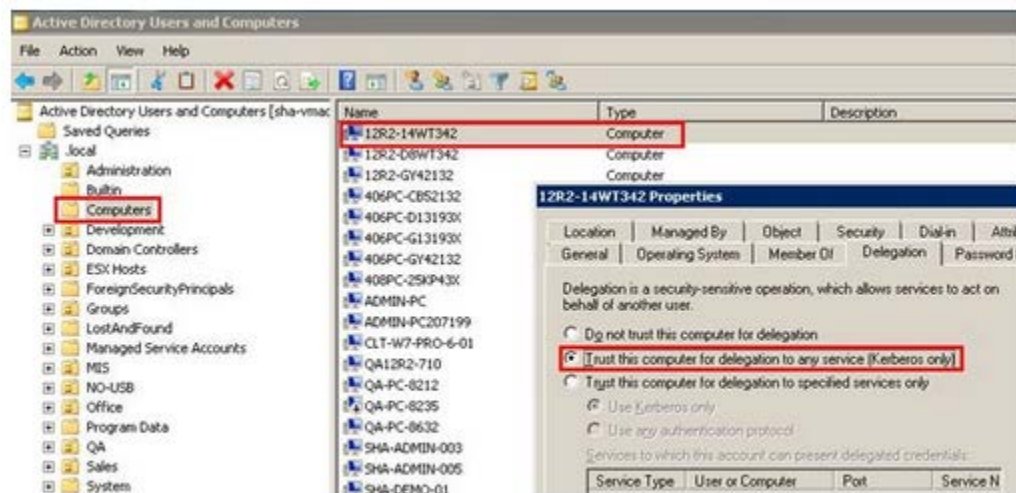 Active Directory Users and Computers
File Action View Help
Active Directory Users and Computers [sha-vmac
Saved Queries
.local
Administration
Builtin
Computers
Development
Domain Controllers
ESX Hosts
ForeignSecurityPrincipals
Groups
LostAndFound
Managed Service Accounts
MIS
NO-USB
Office
Program Data
QA
Sales
System
Name Type Description
12R2-14WT342 Computer
12R2-D8WT342 Computer
12R2-GY42132 Computer
406PC-CB52132
406PC-D13193X
406PC-G13193X
406PC-GY42132
408PC-25KP43X
ADMIN-PC
ADMIN-PC207199
CLT-W7-PRO-6-01
QA12R2-710
QA-PC-8212
QA-PC-8235
QA-PC-8632
SHA-ADMIN-003
SHA-ADMIN-005
SHA-DEMO-01
12R2-14WT342 Properties
Location Managed By Object Security Dial-in Attri
General Operating System Member Of Delegation Password
Delegation is a security-sensitive operation, which allows services to act on
behalf of another user.
Do not trust this computer for delegation
Trust this computer for delegation to any service (Kerberos only)
Trust this computer for delegation to specified services only
Use Kerberos only
Use any authentication protocol
Services to which this account can present delegated credentials:
Service Type User or Computer Port Service N